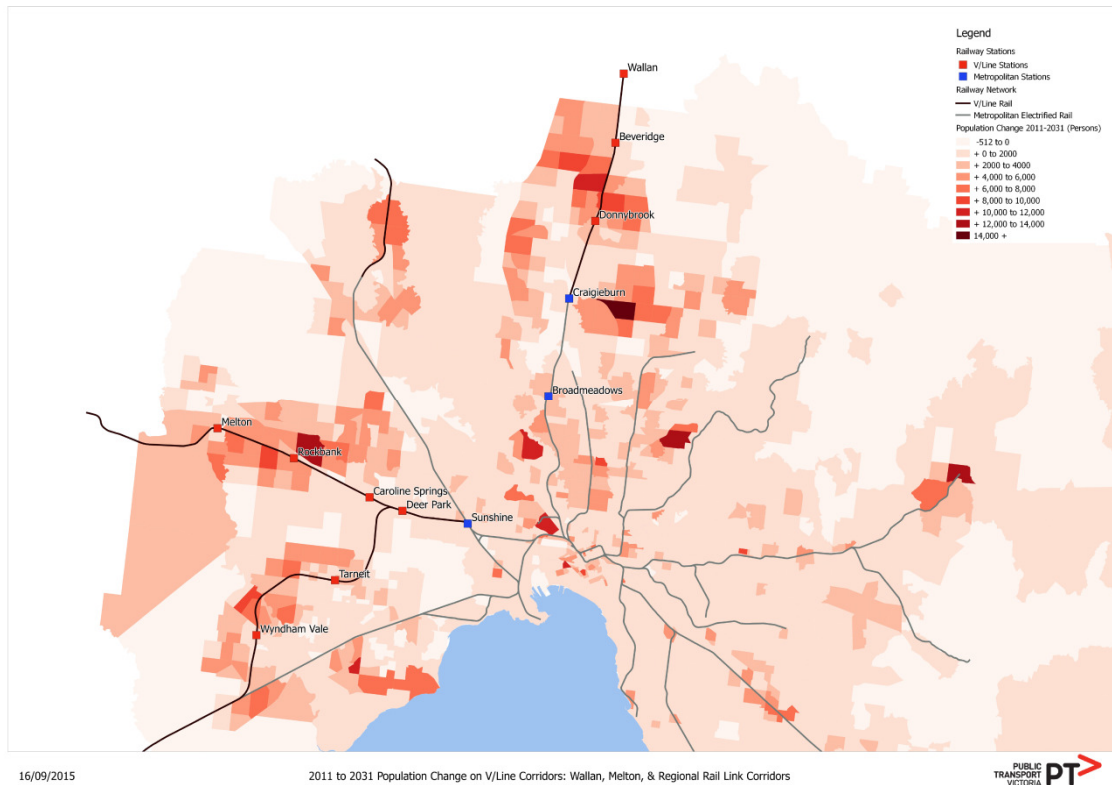 Legend
Railway Stations
V/Line Stations
Metropolitan Stations
Railway Network
V/Line Rail
Metropolitan Electrified Rail
Population Change 2011-2031 (Persons)
-512 to 0
+ 0 to 2000
+ 2000 to 4000
+ 4,000 to 6,000
+ 6,000 to 8,000
+ 8,000 to 10,000
+ 10,000 to 12,000
+ 12,000 to 14,000
14,000 +
Wallan
Beveridge
Donnybrook
Craigieburn
Broadmeadows
Melton
Rockbank
Caroline Springs
Deer Park
Sunshine
Tarneit
Wyndham Vale
16/09/2015
2011 to 2031 Population Change on V/Line Corridors: Wallan, Melton, & Regional Rail Link Corridors
PUBLIC
TRANSPORT
VICTORIA
PT